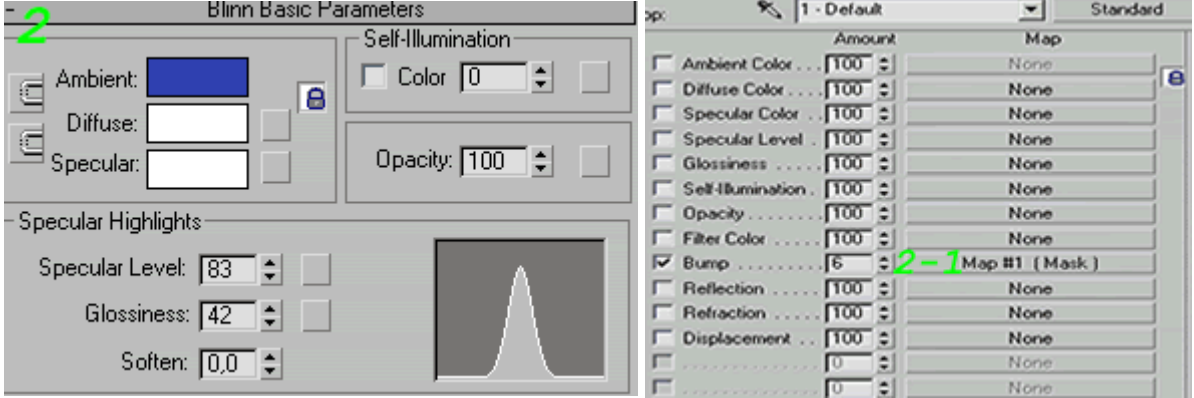 2
Blinn Basic Parameters
Ambient:
Diffuse:
Specular:
Self-Illumination
Color 0
Opacity: 100
Specular Highlights
Specular Level: 83
Glossiness: 42
Soften: 0,0
1 - Default Standard
Amount Map
Ambient Color . . . 100 None
Diffuse Color . . . . 100 None
Specular Color . . 100 None
Specular Level . 100 None
Glossiness . . . . . 100 None
Self-Illumination . 100 None
Opacity . . . . . . . . 100 None
Filter Color . . . . . 100 None
Bump . . . . . . . . . 6 2-1 Map #1 ( Mask )
Reflection . . . . . 100 None
Refraction . . . . . 100 None
Displacement . . 100 None
. . . . . . . . . . . . . . . 0 None
. . . . . . . . . . . . . . . 0 None